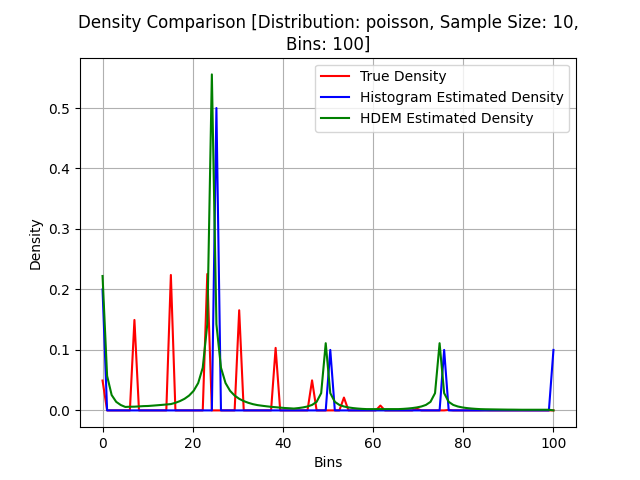 Density Comparison [Distribution: poisson, Sample Size: 10,
Bins: 100]
True Density
Histogram Estimated Density
HDEM Estimated Density
Density
0.5
0.4
0.3
0.2
0.1
0.0
0 20 40 60 80 100
Bins